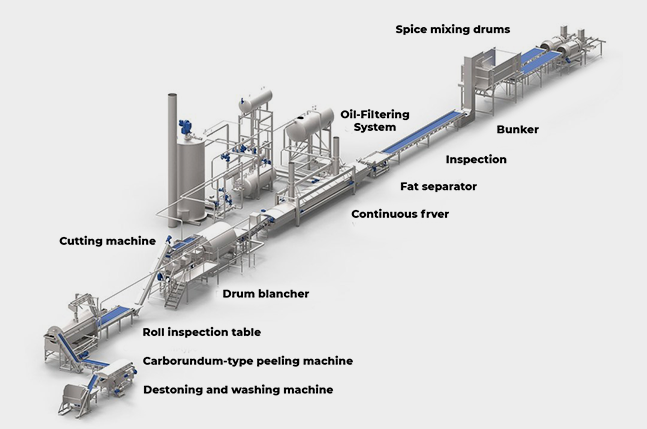 Spice mixing drums
Oil-Filtering
System
Bunker
Inspection
Fat separator
Continuous frver
Cutting machine
Drum blancher
Roll inspection table
Carborundum-type peeling machine
Destoning and washing machine